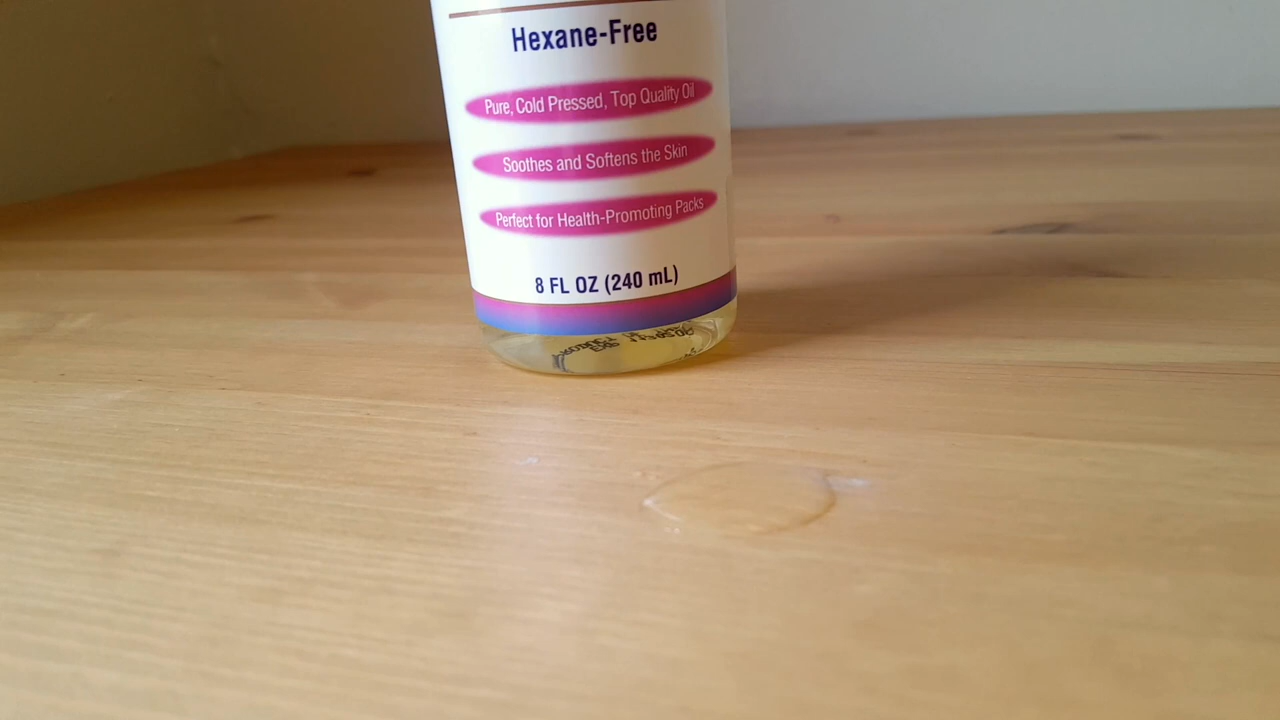 Hexane-Free
Pure, Cold Pressed, Top Quality Oil
Soothes and Softens the Skin
Perfect for Health-Promoting Packs
8 FL OZ (240 mL)